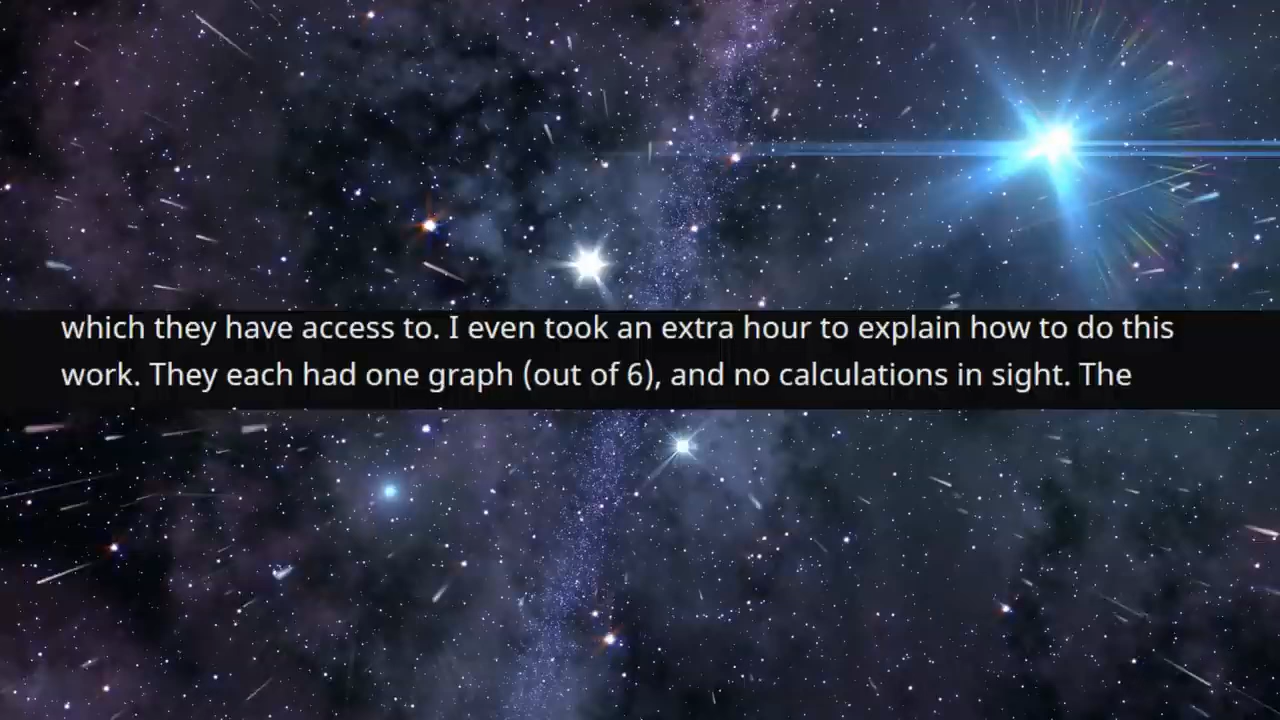 which they have access to. I even took an extra hour to explain how to do this
work. They each had one graph (out of 6), and no calculations in sight. The